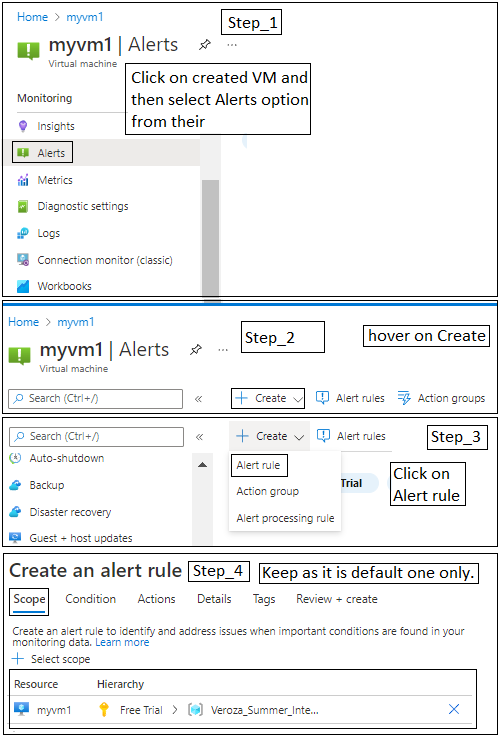 Home > myvm1
Step_1
myvm1 | Alerts
...
Virtual machine
Click on created VM and
then select Alerts option
from their
Monitoring
Insights
Alerts
Metrics
Diagnostic settings
Logs
Connection monitor (classic)
Workbooks
Home > myvm1
Step_2
hover on Create
myvm1 | Alerts
...
Virtual machine
Search (Ctrl+/)
«
+ Create
Alert rules
Action groups
Search (Ctrl+/)
«
+ Create
Alert rules
Step_3
Auto-shutdown
Backup
Disaster recovery
Guest + host updates
Alert rule
Action group
Alert processing rule
Trial
Click on
Alert rule
Create an alert rule
Step_4
Keep as it is default one only.
Scope Condition Actions Details Tags Review + create
Create an alert rule to identify and address issues when important conditions are found in your
monitoring data. Learn more
+ Select scope
Resource Hierarchy
myvm1 Free Trial > Veroza_Summer_Inte...